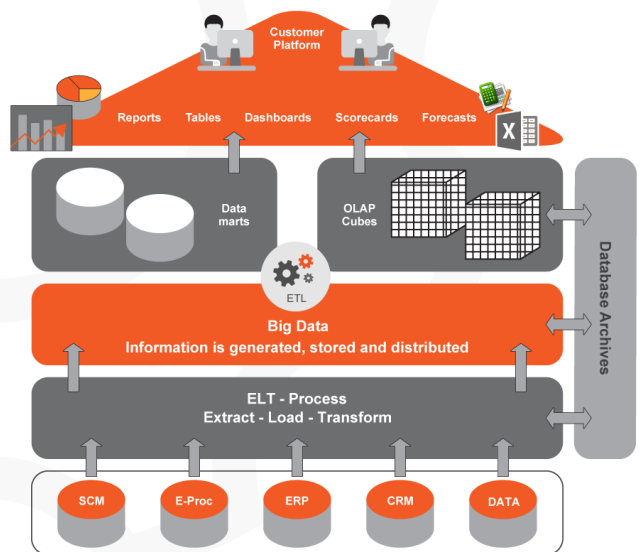 Customer
Platform
Reports
Tables
Dashboards
Scorecards
Forecasts
X
Data
marts
OLAP
Cubes
ETL
Big Data
Information is generated, stored and distributed
ELT - Process
Extract - Load - Transform
Database Archives
SCM
E-Proc
ERP
CRM
DATA